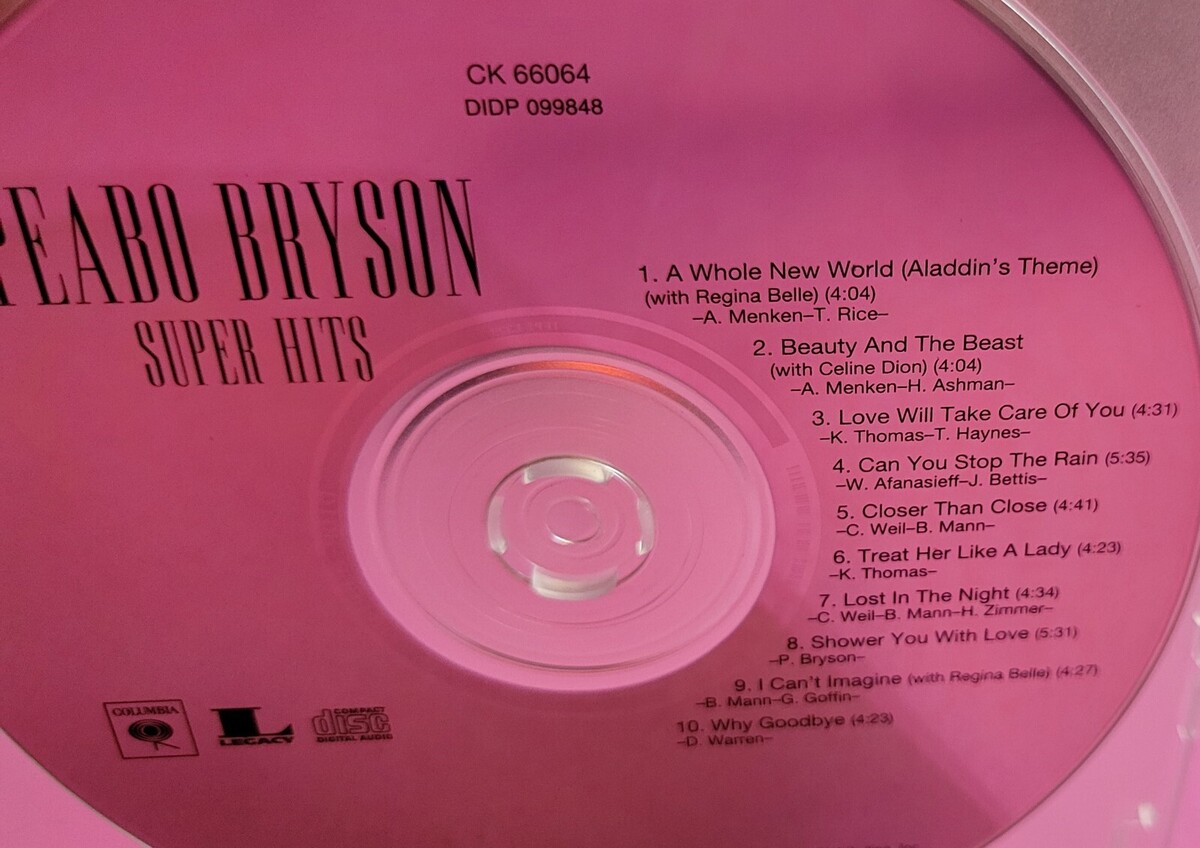 CK 66064
DIDP 099848
PEABO BRYSON
SUPER HITS
1. A Whole New World (Aladdin's Theme)
(with Regina Belle) (4:04)
–A. Menken–T. Rice–
2. Beauty And The Beast
(with Celine Dion) (4:04)
–A. Menken–H. Ashman–
3. Love Will Take Care Of You (4:31)
–K. Thomas–T. Haynes–
4. Can You Stop The Rain (5:35)
–W. Afanasieff–J. Bettis–
5. Closer Than Close (4:41)
–C. Weil–B. Mann–
6. Treat Her Like A Lady (4:23)
–K. Thomas–
7. Lost In The Night (4:34)
–C. Weil–B. Mann–H. Zimmer–
8. Shower You With Love (5:31)
–P. Bryson–
9. I Can't Imagine (with Regina Belle) (4:27)
–B. Mann–G. Goffin–
10. Why Goodbye (4:23)
–D. Warren–
COLUMBIA
L
LEGACY
COMPACT
disc
DIGITAL AUDIO